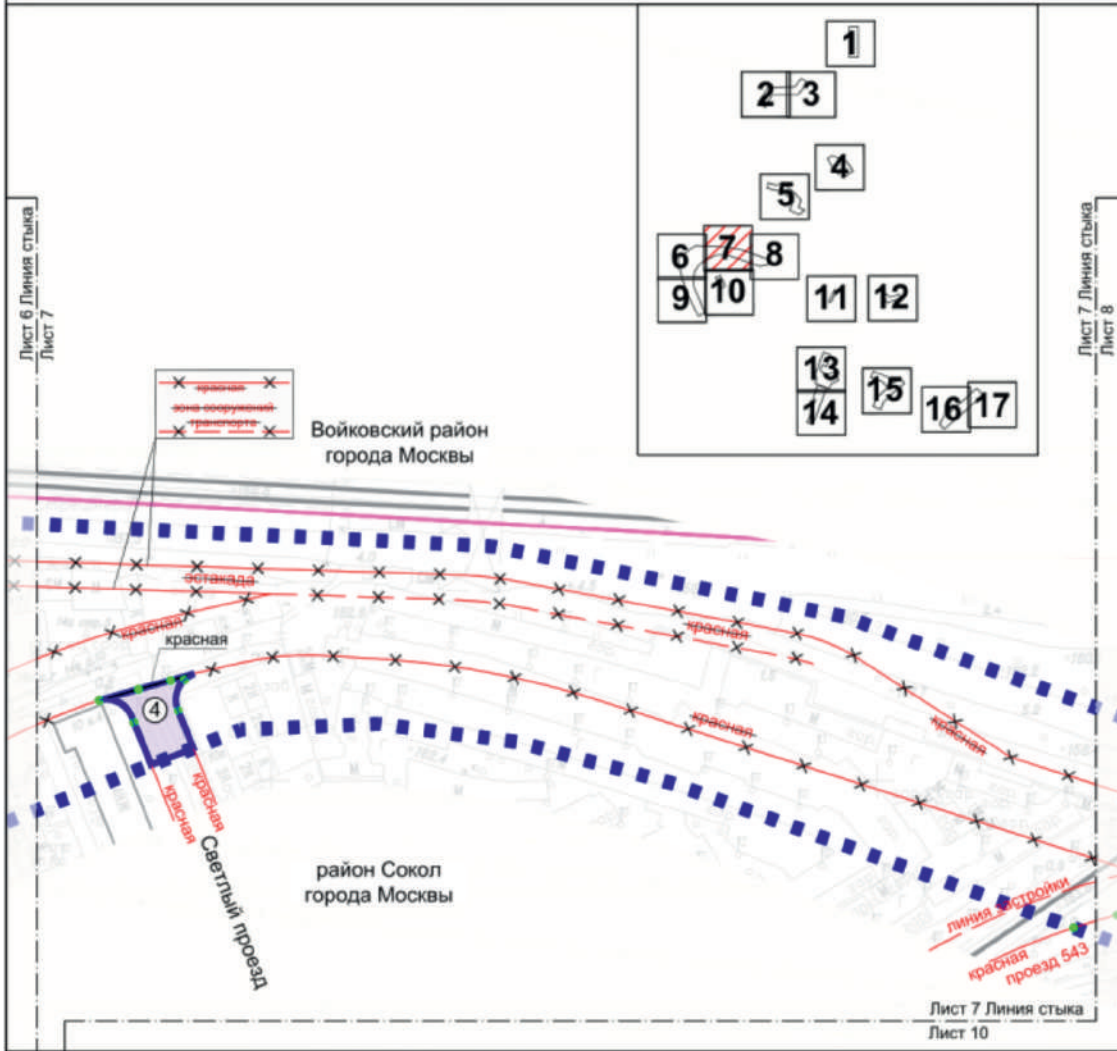 1
2 3
4
5
6 7 8
9 10 11 12
13
14 15 16 17
Лист 6 Линия стыка
Лист 7
Лист 7 Линия стыка
Лист 8
красная
зона сооружений
транспорта
Войковский район
города Москвы
эстакада
красная
красная
красная
красная
красная
4
красная
красная
Светлый проезд
район Сокол
города Москвы
линия застройки
красная
проезд 543
Лист 7 Линия стыка
Лист 10